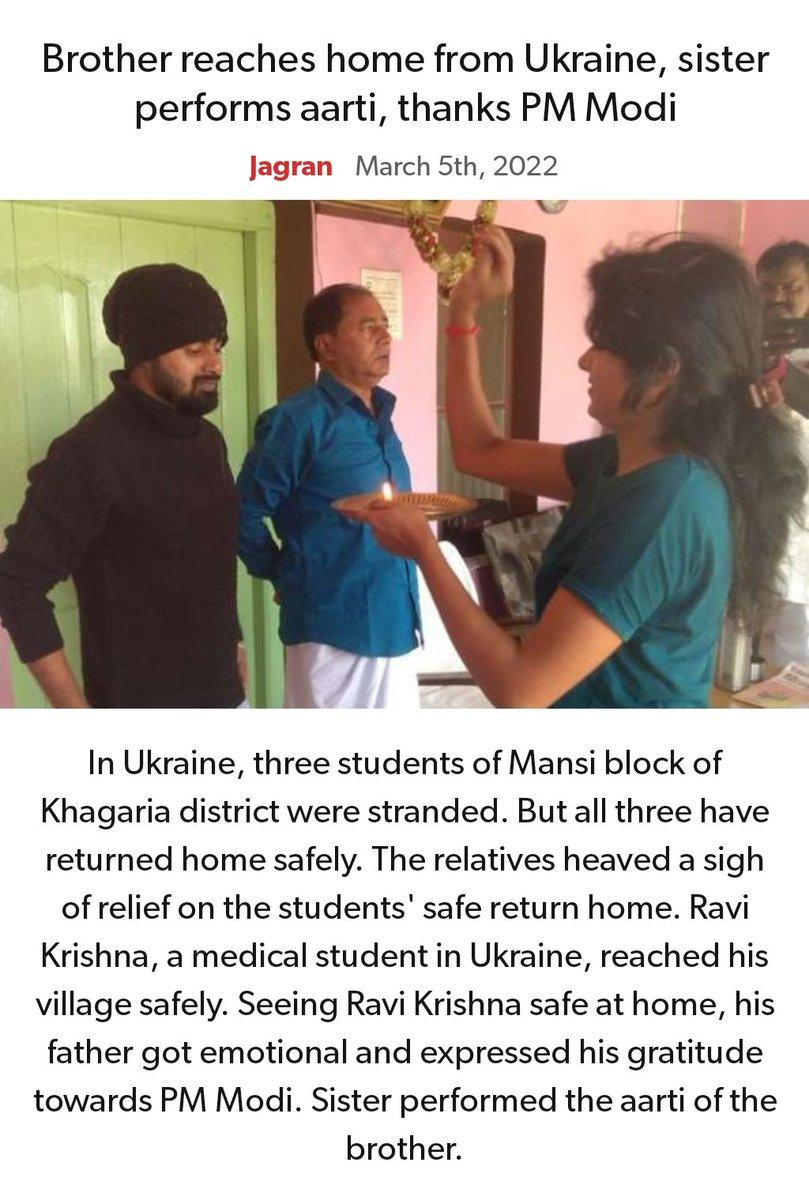 Brother reaches home from Ukraine, sister
performs aarti, thanks PM Modi
Jagran March 5th, 2022
In Ukraine, three students of Mansi block of
Khagaria district were stranded. But all three have
returned home safely. The relatives heaved a sigh
of relief on the students' safe return home. Ravi
Krishna, a medical student in Ukraine, reached his
village safely. Seeing Ravi Krishna safe at home, his
father got emotional and expressed his gratitude
towards PM Modi. Sister performed the aarti of the
brother.